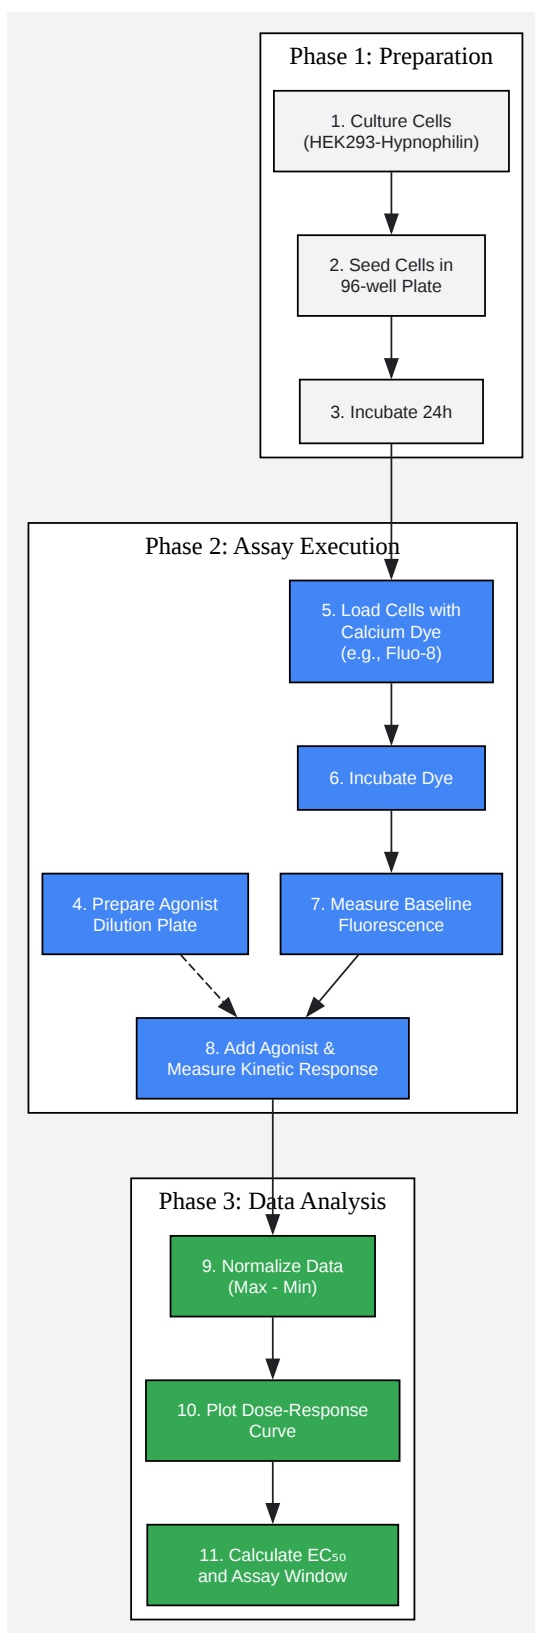 Phase 1: Preparation
1. Culture Cells
(HEK293-Hypnophilin)
2. Seed Cells in
96-well Plate
3. Incubate 24h
Phase 2: Assay Execution
5. Load Cells with
Calcium Dye
(e.g., Fluo-8)
6. Incubate Dye
4. Prepare Agonist
Dilution Plate
7. Measure Baseline
Fluorescence
8. Add Agonist &
Measure Kinetic Response
Phase 3: Data Analysis
9. Normalize Data
(Max - Min)
10. Plot Dose-Response
Curve
11. Calculate EC₅₀
and Assay Window